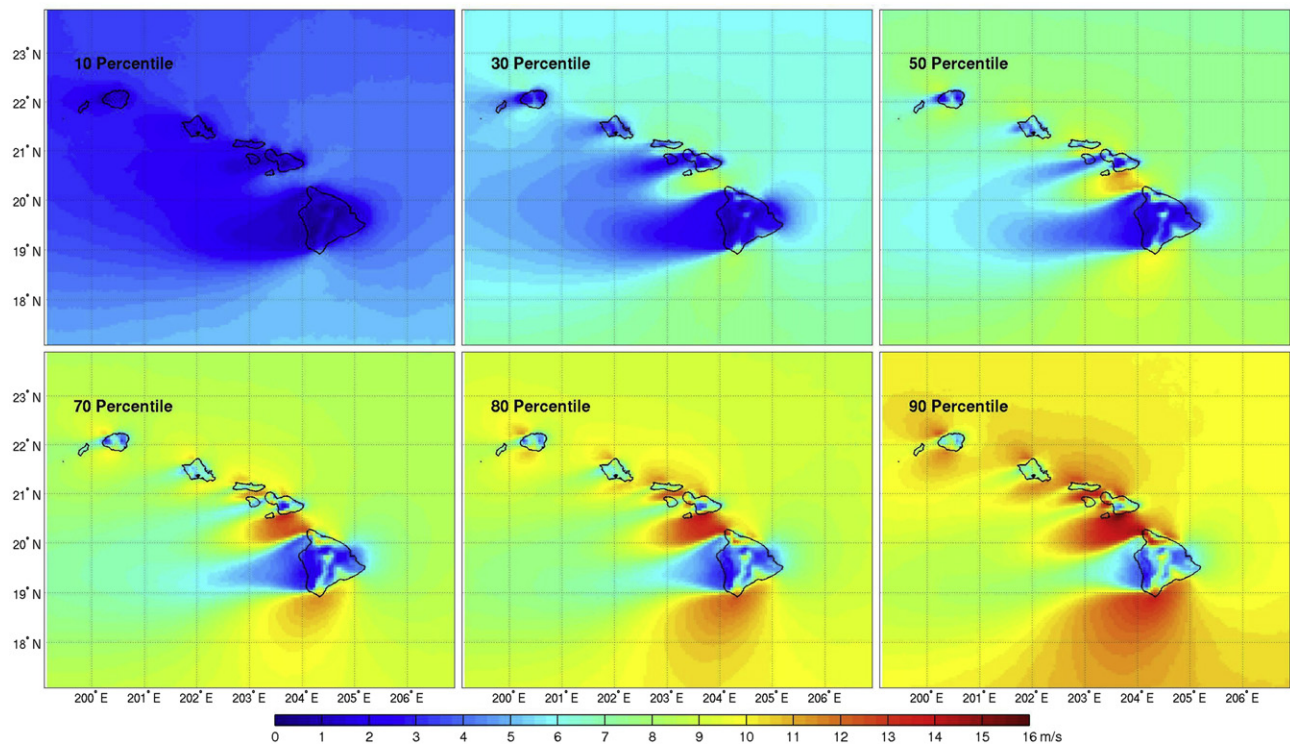 23° N
22° N
21° N
20° N
19° N
18° N
10 Percentile
30 Percentile
50 Percentile
23° N
22° N
21° N
20° N
19° N
18° N
70 Percentile
80 Percentile
90 Percentile
200° E 201° E 202° E 203° E 204° E 205° E 206° E
200° E 201° E 202° E 203° E 204° E 205° E 206° E
200° E 201° E 202° E 203° E 204° E 205° E 206° E
0 1 2 3 4 5 6 7 8 9 10 11 12 13 14 15 16 m/s